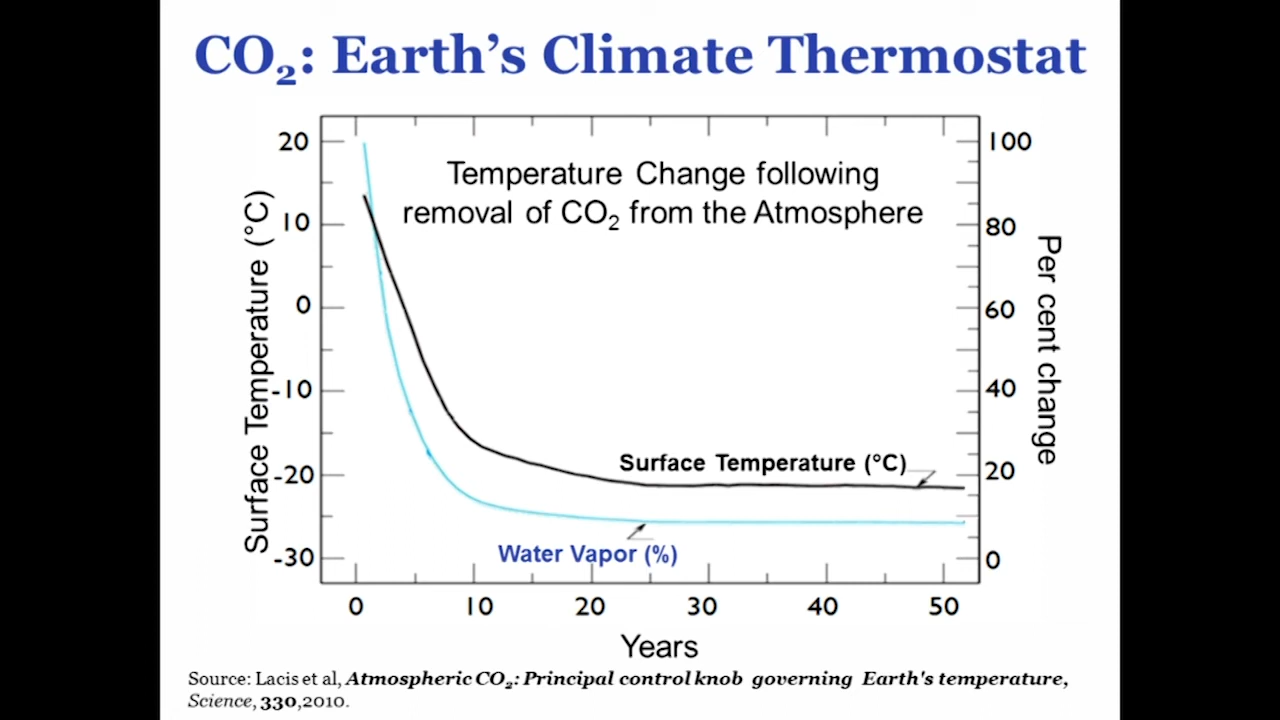 CO₂: Earth's Climate Thermostat
Temperature Change following
removal of CO₂ from the Atmosphere
Surface Temperature (°C)
20
10
0
-10
-20
-30
100
80
60
40
20
0
Per cent change
Surface Temperature (°C)
Water Vapor (%)
0 10 20 30 40 50
Years
Source: Lacis et al, Atmospheric CO₂: Principal control knob governing Earth's temperature,
Science, 330,2010.